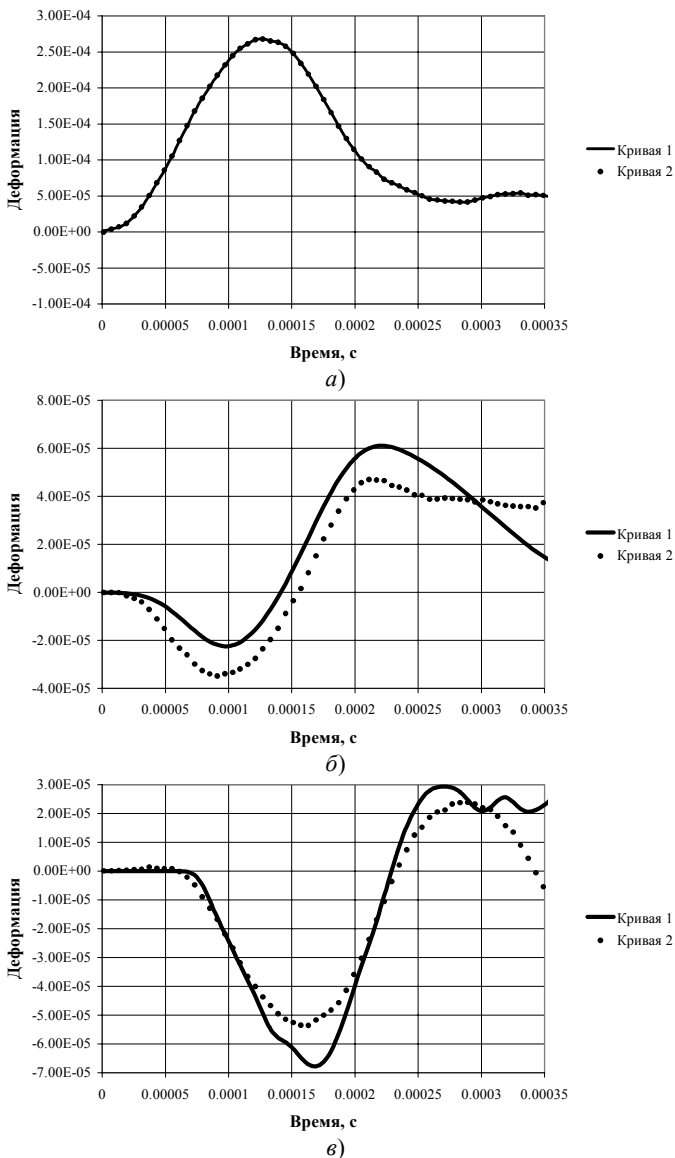 3.00E-04
2.50E-04
2.00E-04
1.50E-04
1.00E-04
5.00E-05
0.00E+00
-5.00E-05
-1.00E-04
Деформация
0 0.00005 0.0001 0.00015 0.0002 0.00025 0.0003 0.00035
Время, с
Кривая 1
Кривая 2
а)
8.00E-05
6.00E-05
4.00E-05
2.00E-05
0.00E+00
-2.00E-05
-4.00E-05
Деформация
0 0.00005 0.0001 0.00015 0.0002 0.00025 0.0003 0.00035
Время, с
Кривая 1
Кривая 2
б)
3.00E-05
2.00E-05
1.00E-05
0.00E+00
-1.00E-05
-2.00E-05
-3.00E-05
-4.00E-05
-5.00E-05
-6.00E-05
-7.00E-05
Деформация
0 0.00005 0.0001 0.00015 0.0002 0.00025 0.0003 0.00035
Время, с
Кривая 1
Кривая 2
в)